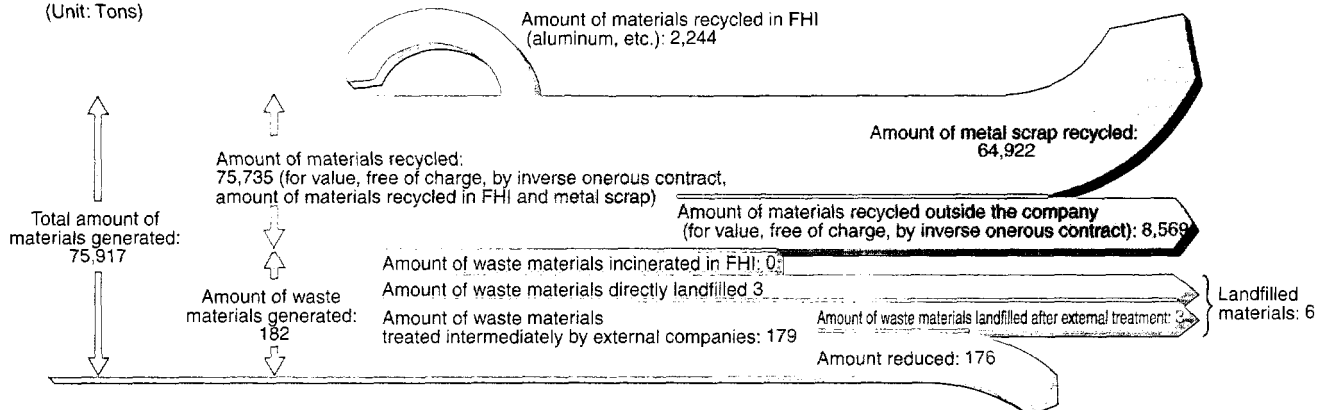 (Unit: Tons)
Amount of materials recycled in FHI
(aluminum, etc.): 2,244
Amount of metal scrap recycled:
64,922
Amount of materials recycled:
75,735 (for value, free of charge, by inverse onerous contract,
amount of materials recycled in FHI and metal scrap)
Total amount of
materials generated:
75,917
Amount of materials recycled outside the company
(for value, free of charge, by inverse onerous contract): 8,569
Amount of waste materials incinerated in FHI: 0
Amount of waste materials directly landfilled 3
Amount of waste
materials generated:
182
Amount of waste materials
treated intermediately by external companies: 179
Amount of waste materials landfilled after external treatment: 3
Landfilled
materials: 6
Amount reduced: 176